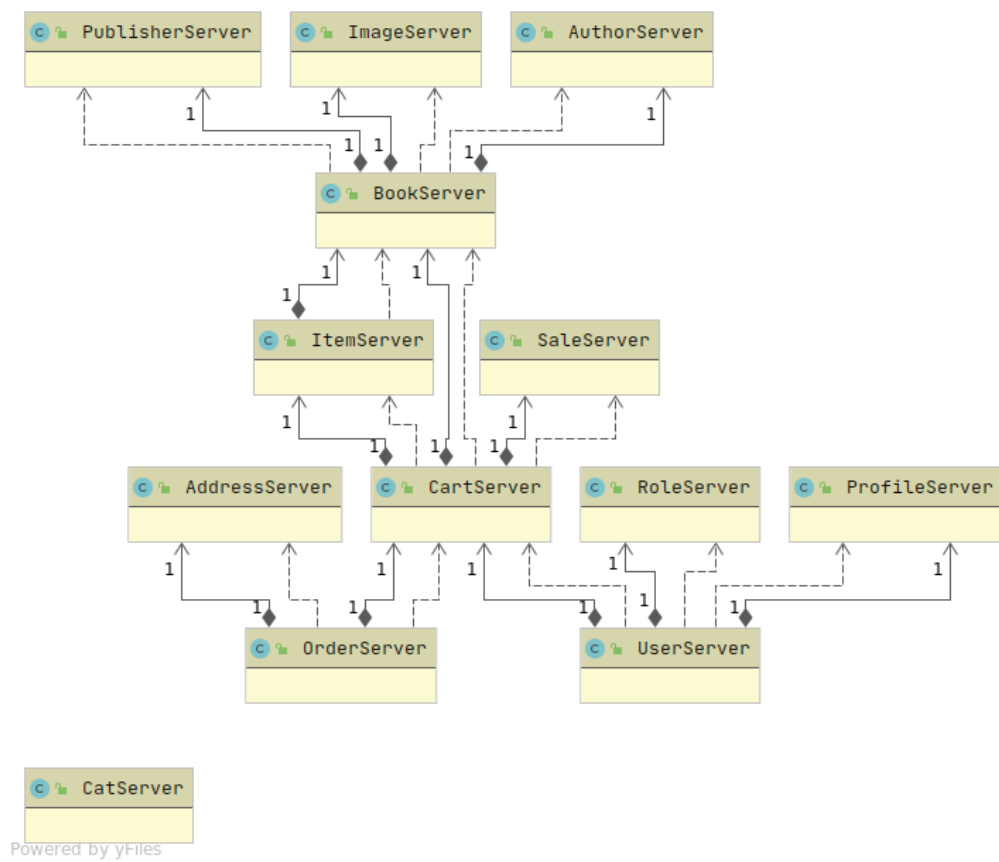 C PublisherServer
C ImageServer
C AuthorServer
1
1
1
1
1
1
C BookServer
1
1
1
C ItemServer
C SaleServer
1
1
1
1
1
C AddressServer
C CartServer
C RoleServer
C ProfileServer
1
1
1
1
1
1
1
1
1
1
C OrderServer
C UserServer
C CatServer
Powered by yFiles